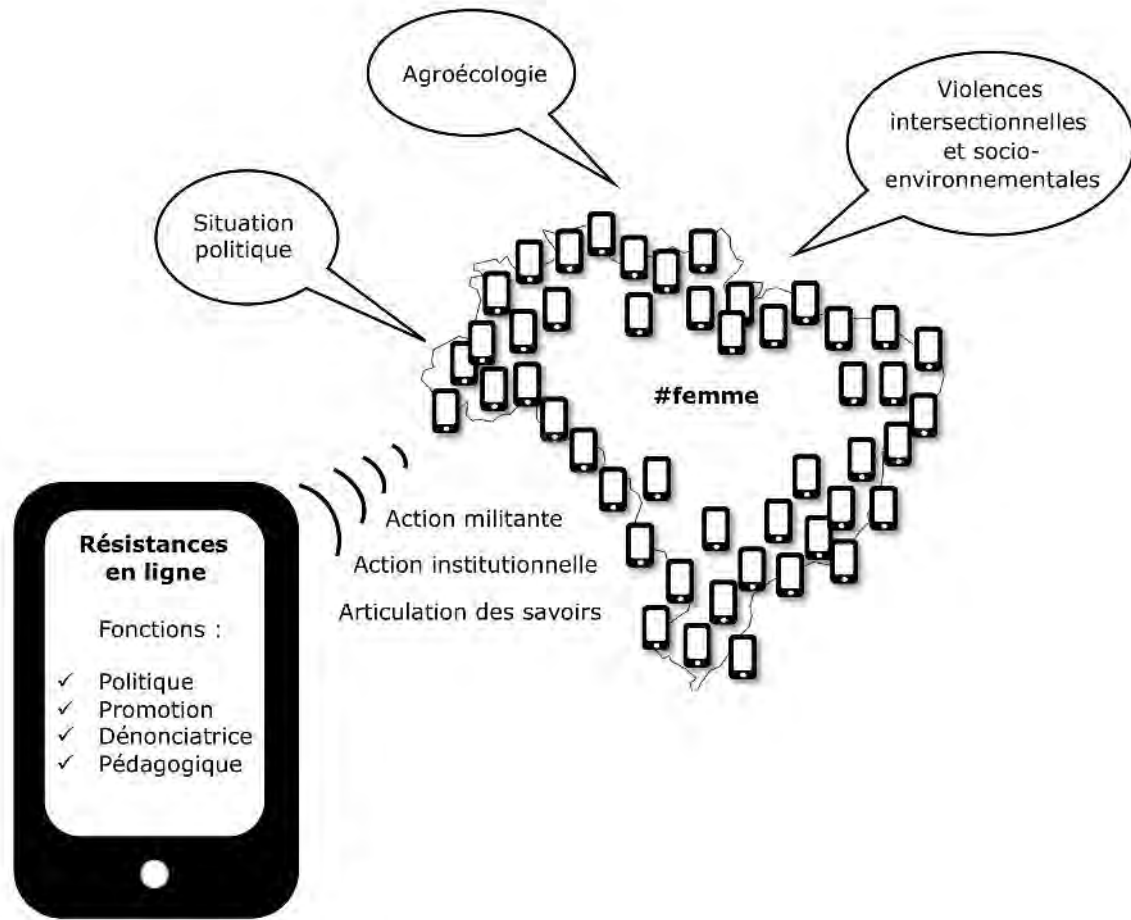 Agroécologie
Violences
intersectionnelles
et socio-
environnementales
Situation
politique
#femme
Action militante
Action institutionnelle
Articulation des savoirs
Résistances
en ligne
Fonctions :
✓ Politique
✓ Promotion
✓ Dénonciatrice
✓ Pédagogique